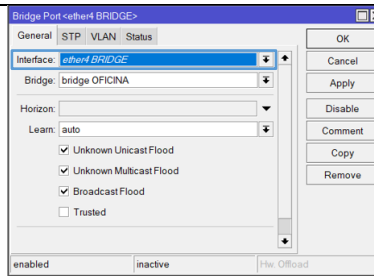 Bridge Port <ether4 BRIDGE>
General STP VLAN Status
Interface: ether4 BRIDGE
Bridge: bridge OFICINA
Horizon:
Learn: auto
Unknown Unicast Flood
Unknown Multicast Flood
Broadcast Flood
Trusted
OK
Cancel
Apply
Disable
Comment
Copy
Remove
enabled inactive Hw. Offload